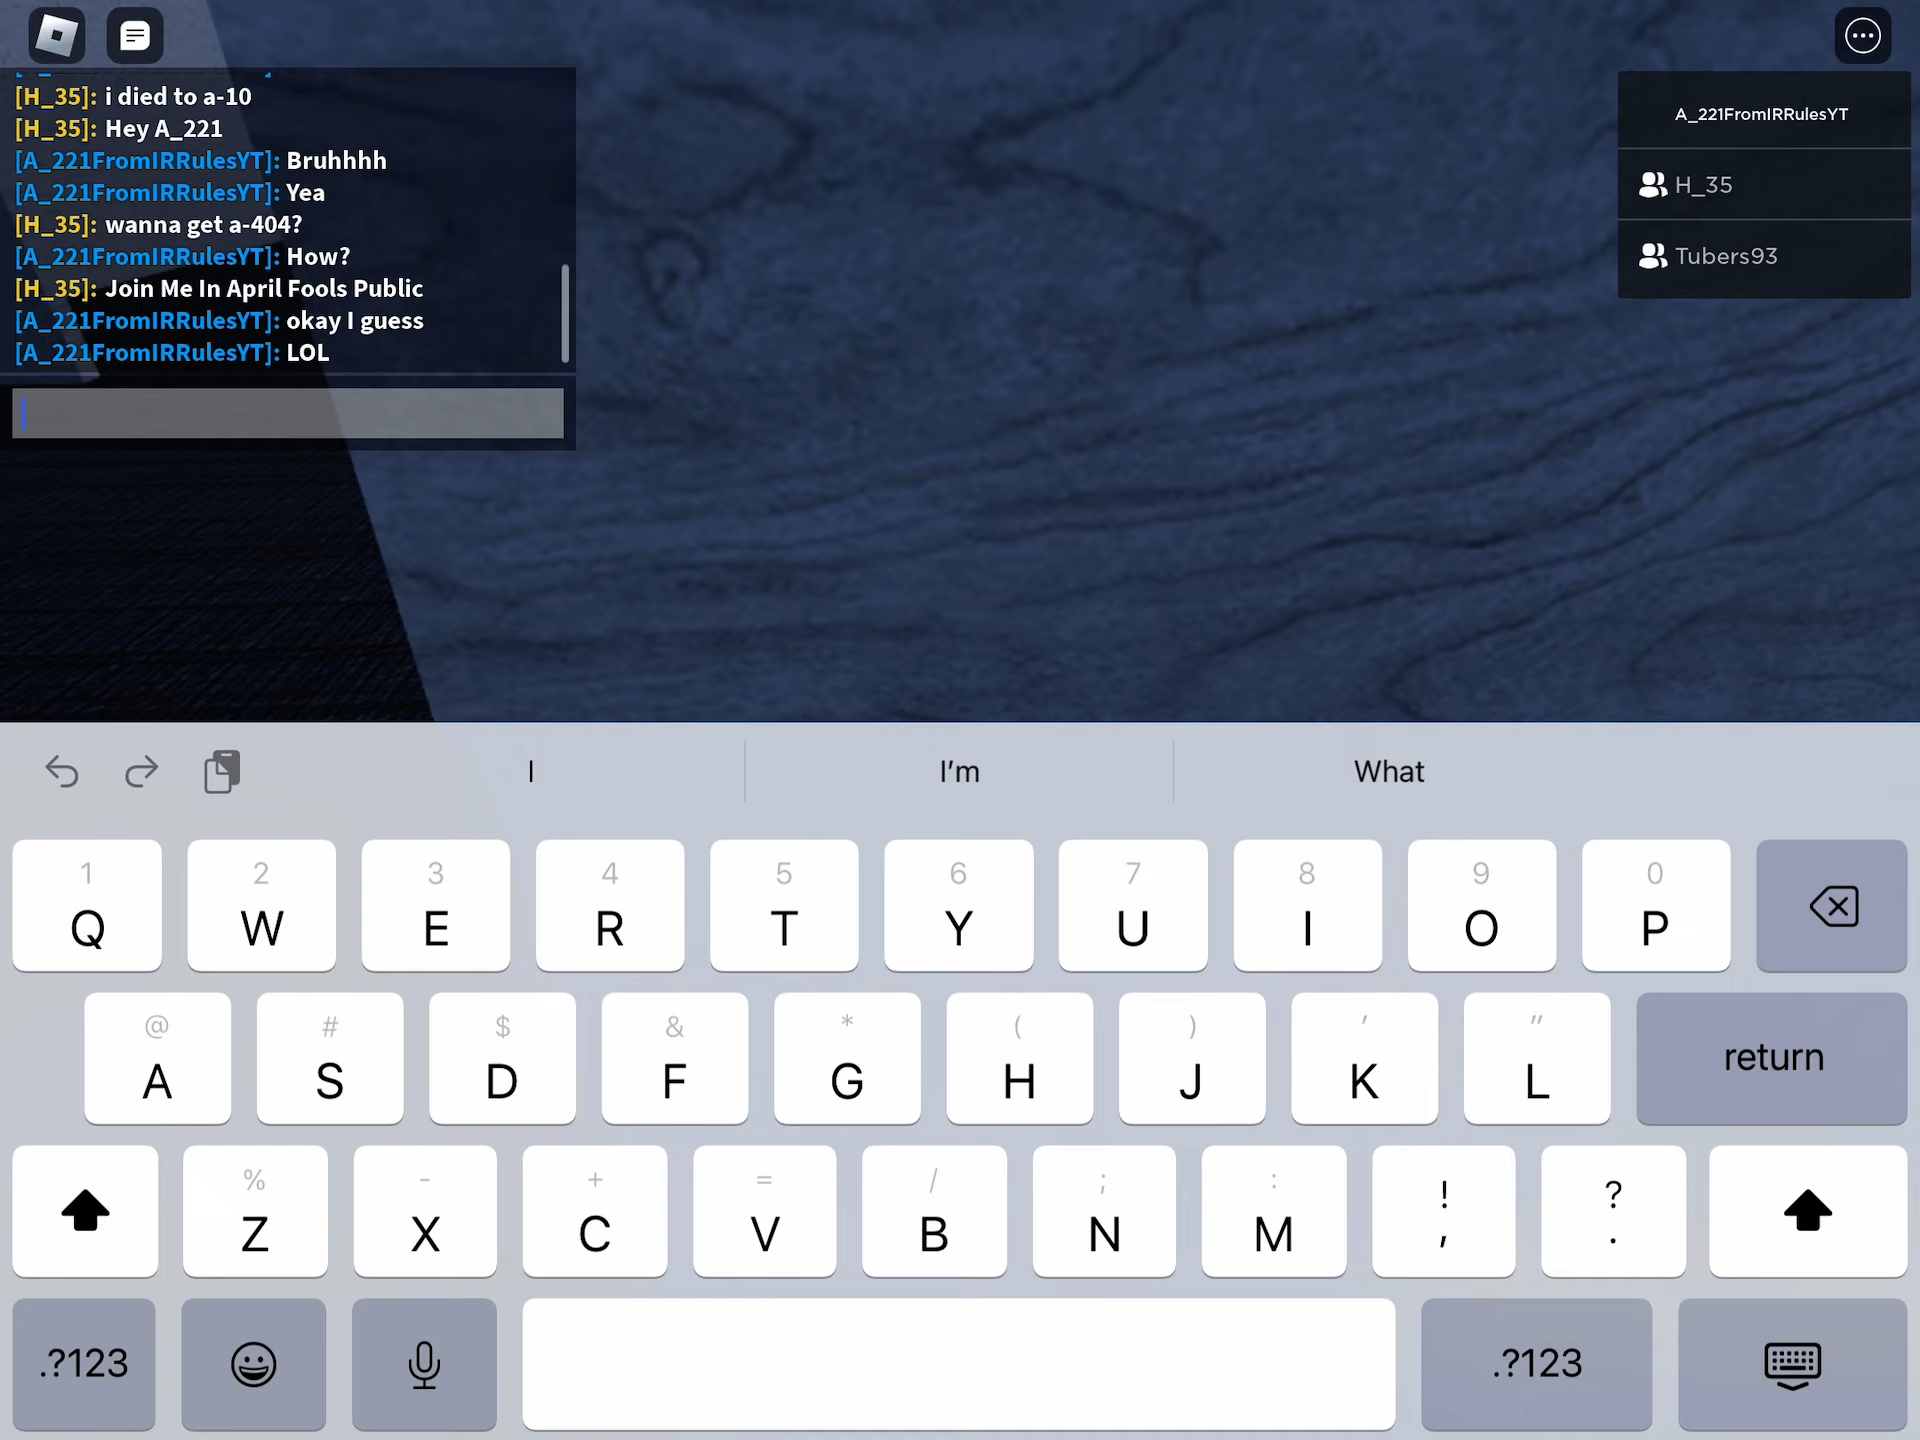 [H_35]: i died to a-10
[H_35]: Hey A_221
[A_221FromIRRulesYT]: Bruhhhh
[A_221FromIRRulesYT]: Yea
[H_35]: wanna get a-404?
[A_221FromIRRulesYT]: How?
[H_35]: Join Me In April Fools Public
[A_221FromIRRulesYT]: okay I guess
[A_221FromIRRulesYT]: LOL
A_221FromIRRulesYT
H_35
Tubers93
I I'm What
1 2 3 4 5 6 7 8 9 0
Q W E R T Y U I O P
@ # $ & * ( ) ' "
A S D F G H J K L return
% - + = / ; : ! ?
Z X C V B N M , .
.?123 .?123